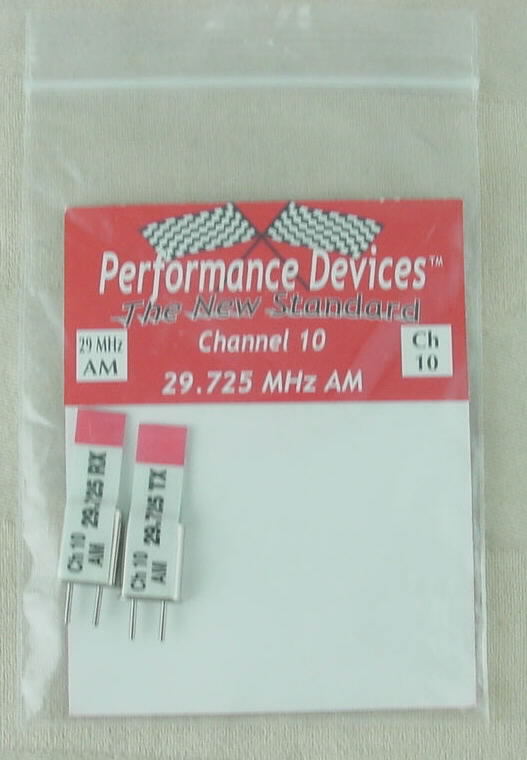 Performance Devices™
The New Standard
29 MHz
AM
Channel 10
Ch
10
29.725 MHz AM
Ch 10 29.725 RX
AM
Ch 10 29.725 TX
AM